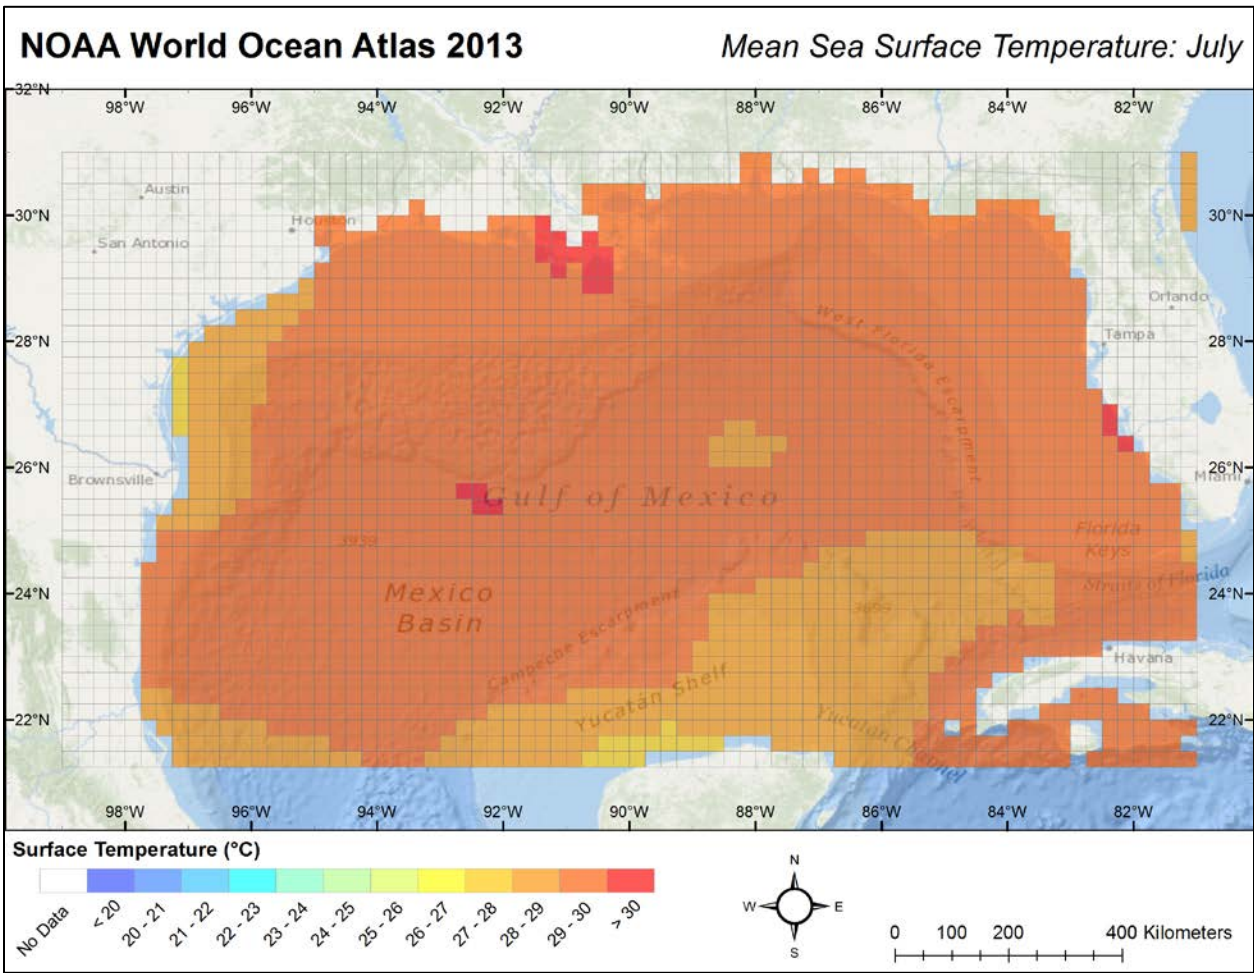 NOAA World Ocean Atlas 2013
Mean Sea Surface Temperature: July
32°N
98°W 96°W 94°W 92°W 90°W 88°W 86°W 84°W 82°W
Austin
30°N
Houston
30°N
San Antonio
Orlando
West Florida Escarpment
28°N
Tampa
28°N
26°N
Brownsville
Gulf of Mexico
26°N
Miami
3939
Florida
Keys
24°N
Mexico
Basin
Straits of Florida
24°N
Campeche Escarpment
Havana
22°N
Yucatán Shelf
Yucatán Channel
22°N
98°W 96°W 94°W 92°W 90°W 88°W 86°W 84°W 82°W
Surface Temperature (°C)
No Data
< 20
20 - 21
21 - 22
22 - 23
23 - 24
24 - 25
25 - 26
26 - 27
27 - 28
28 - 29
29 - 30
> 30
N
W E
S
0 100 200 400 Kilometers